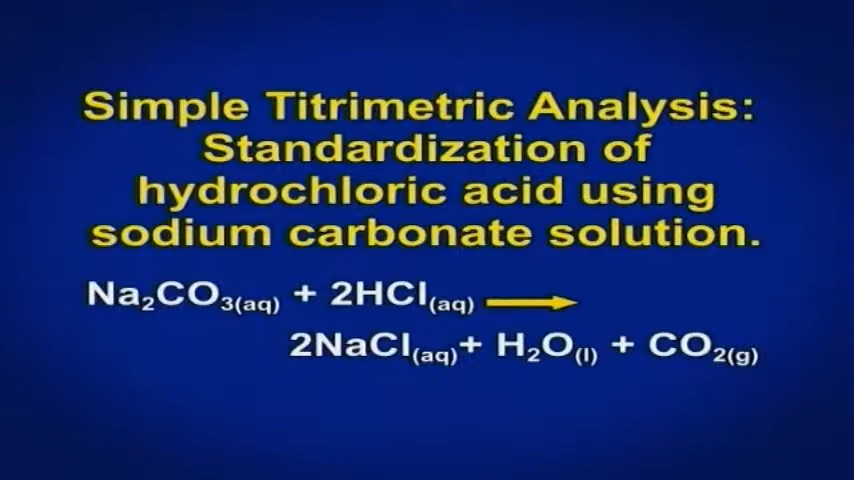 Simple Titrimetric Analysis:
Standardization of
hydrochloric acid using
sodium carbonate solution.
Na₂CO₃(aq) + 2HCl(aq) →
2NaCl(aq)+ H₂O(l) + CO₂(g)